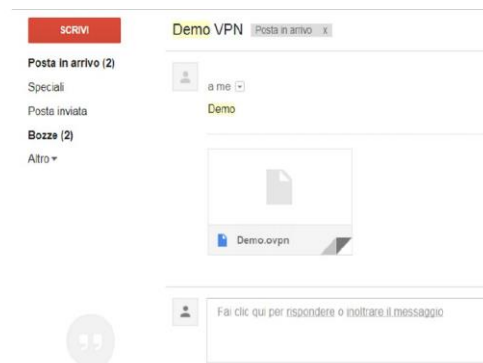 SCRIVI
Demo VPN Posta in arrivo x
Posta in arrivo (2)
Speciali
Posta inviata
Bozze (2)
Altro
a me
Demo
Demo.ovpn
Fai clic qui per rispondere o inoltrare il messaggio